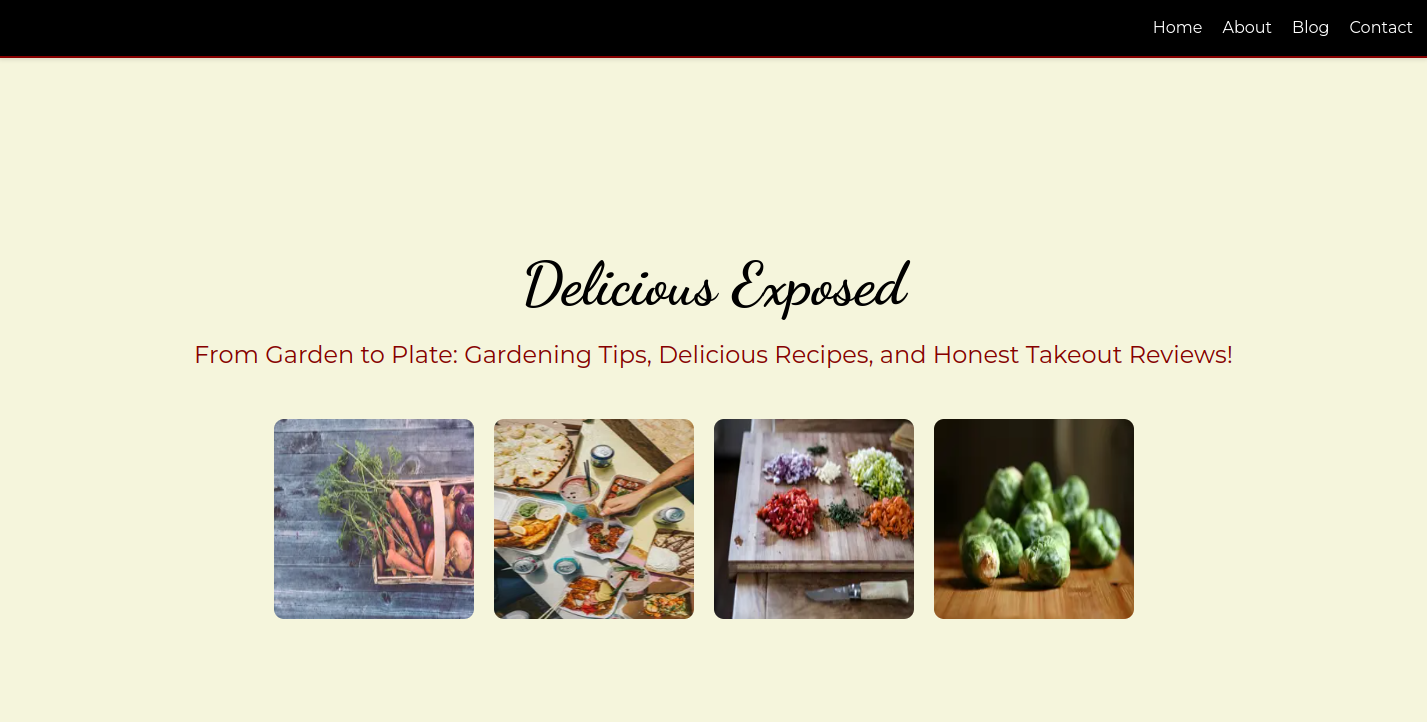 Home About Blog Contact
Delicious Exposed
From Garden to Plate: Gardening Tips, Delicious Recipes, and Honest Takeout Reviews!